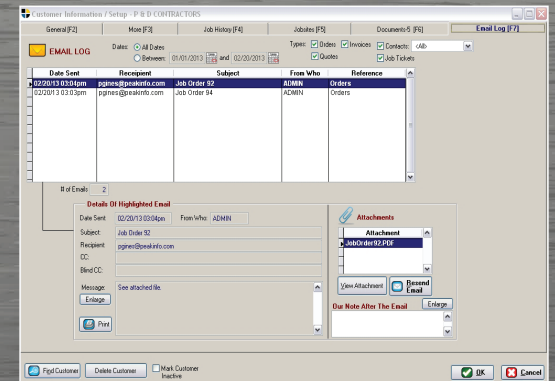 Customer Information / Setup - P & D CONTRACTORS
General [F2] More [F3] Job History [F4] Jobsites [F5] Documents-5 [F6] Email Log [F7]
EMAIL LOG
Dates: All Dates
Between: 01/01/2013 and 02/20/2013
Types: Orders Invoices Contacts: <All>
Quotes Job Tickets
Date Sent Receipient Subject From Who Reference
02/20/13 03:04pm pgines@peakinfo.com Job Order 92 ADMIN Orders
02/20/13 03:03pm pgines@peakinfo.com Job Order 94 ADMIN Orders
# of Emails 2
Details Of Highlighted Email
Date Sent: 02/20/13 03:04pm From Who: ADMIN
Subject: Job Order 92
Recipient: pgines@peakinfo.com
CC:
Blind CC:
Message: See attached file.
Enlarge
Print
Attachments
Attachment
JobOrder92.PDF
View Attachment Resend Email
Our Note After The Email Enlarge
Find Customer Delete Customer Mark Customer Inactive
OK Cancel